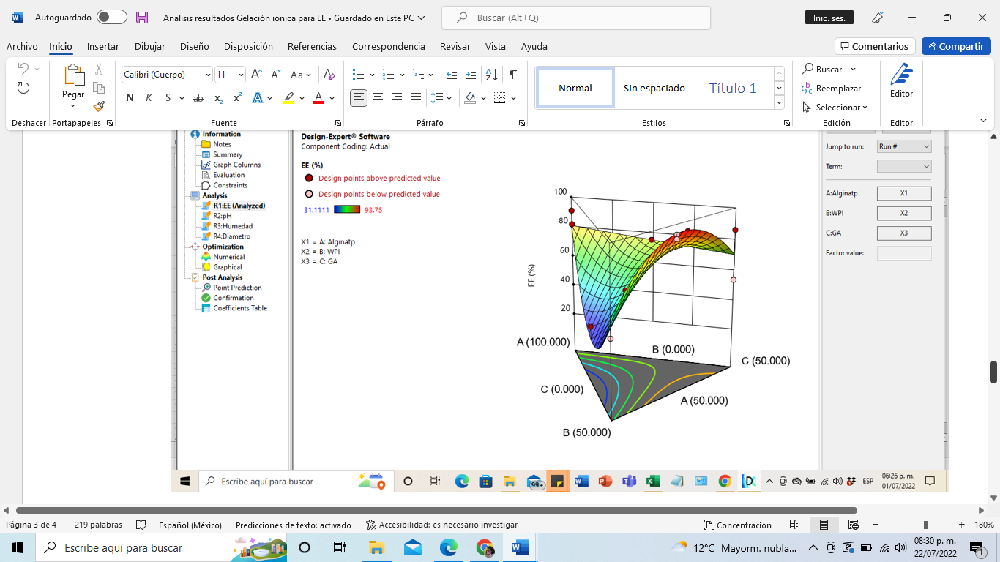 Autoguardado
Analisis resultados Gelación iónica para EE • Guardado en Este PC
Buscar (Alt+Q)
Inic. ses.
Archivo
Inicio
Insertar
Dibujar
Diseño
Disposición
Referencias
Correspondencia
Revisar
Vista
Ayuda
Comentarios
Compartir
Pegar
Calibri (Cuerpo)
11
Aa
N K S ab x₂ x²
Normal
Sin espaciado
Título 1
Buscar
Reemplazar
Seleccionar
Editor
Deshacer
Portapapeles
Fuente
Párrafo
Estilos
Edición
Editor
Information
Notes
Summary
Graph Columns
Evaluation
Constraints
Analysis
R1:EE (Analyzed)
R2:pH
R3:Humedad
R4:Diametro
Optimization
Numerical
Graphical
Post Analysis
Point Prediction
Confirmation
Coefficients Table
Design-Expert® Software
Component Coding: Actual
EE (%)
Design points above predicted value
Design points below predicted value
31.1111
93.75
X1 = A: Alginatp
X2 = B: WPI
X3 = C: GA
100
80
60
40
20
EE (%)
A (100.000)
B (0.000)
C (50.000)
C (0.000)
A (50.000)
B (50.000)
Jump to run:
Run #
Term:
A:Alginatp
X1
B:WPI
X2
C:GA
X3
Factor value:
Escribe aquí para buscar
99+
ESP
06:26 p. m.
01/07/2022
Página 3 de 4
219 palabras
Español (México)
Predicciones de texto: activado
Accesibilidad: es necesario investigar
Concentración
180%
Escribe aquí para buscar
12°C Mayorm. nubla...
08:30 p. m.
22/07/2022
1